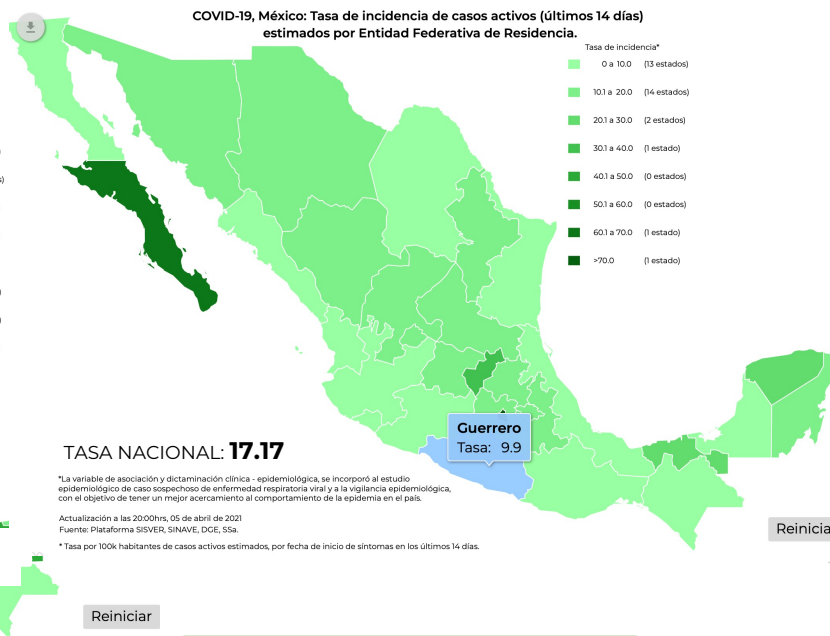 COVID-19, México: Tasa de incidencia de casos activos (últimos 14 días)
estimados por Entidad Federativa de Residencia.
Tasa de incidencia*
0 a 10.0 (13 estados)
10.1 a 20.0 (14 estados)
20.1 a 30.0 (2 estados)
30.1 a 40.0 (1 estado)
40.1 a 50.0 (0 estados)
50.1 a 60.0 (0 estados)
60.1 a 70.0 (1 estado)
>70.0 (1 estado)
Guerrero
Tasa: 9.9
TASA NACIONAL: 17.17
*La variable de asociación y dictaminación clínica - epidemiológica, se incorporó al estudio
epidemiológico de caso sospechoso de enfermedad respiratoria viral y a la vigilancia epidemiológica,
con el objetivo de tener un mejor acercamiento al comportamiento de la epidemia en el país.
Actualización a las 20:00hrs, 05 de abril de 2021
Fuente: Plataforma SISVER, SINAVE, DGE, SSa.
* Tasa por 100k habitantes de casos activos estimados, por fecha de inicio de síntomas en los últimos 14 días.
Reinicia
Reiniciar